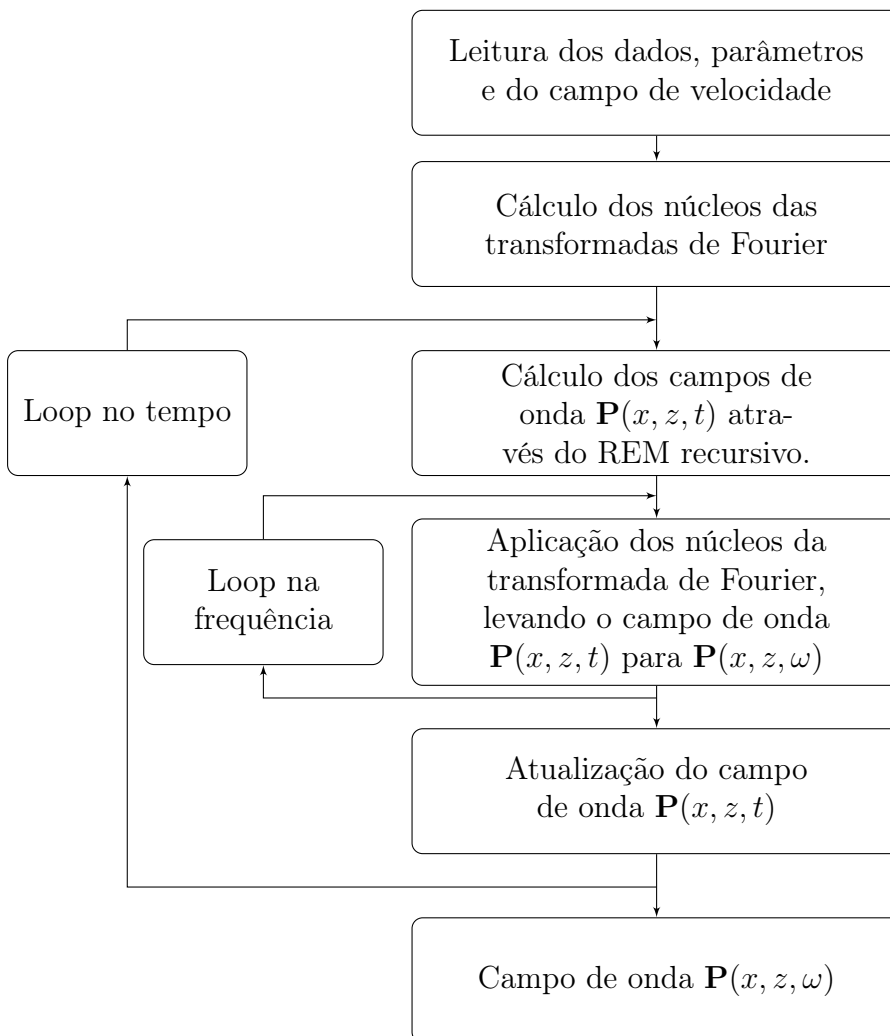 Leitura dos dados, parâmetros
e do campo de velocidade
Cálculo dos núcleos das
transformadas de Fourier
Loop no tempo
Cálculo dos campos de
onda P(x, z, t) atra-
vés do REM recursivo.
Loop na
frequência
Aplicação dos núcleos da
transformada de Fourier,
levando o campo de onda
P(x, z, t) para P(x, z, ω)
Atualização do campo
de onda P(x, z, t)
Campo de onda P(x, z, ω)